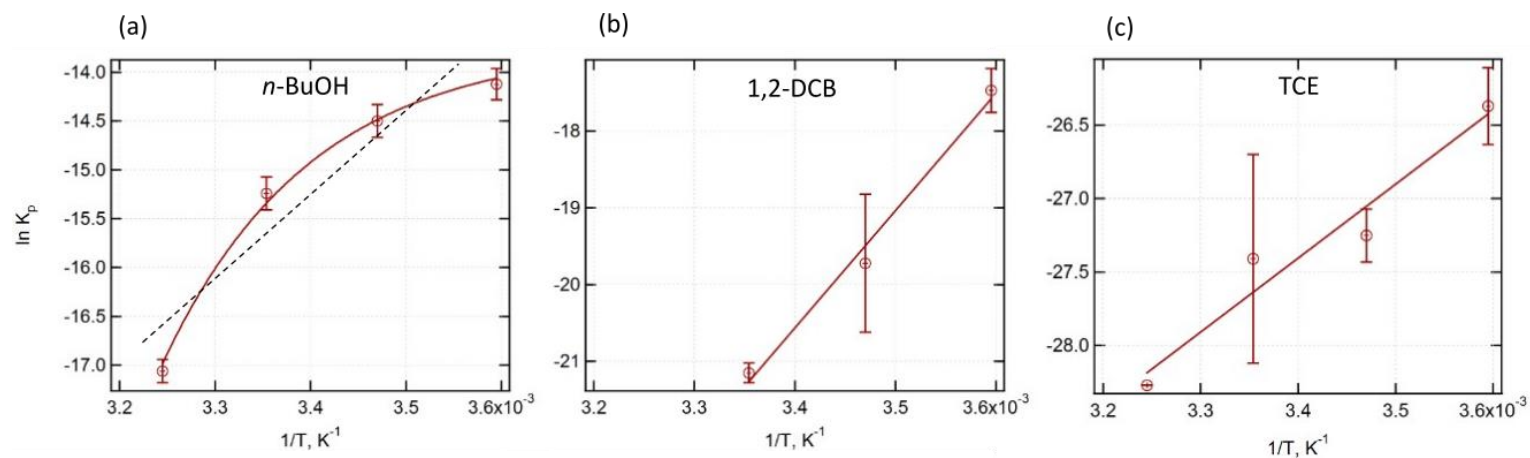 (a)
(b)
(c)
n-BuOH
1,2-DCB
TCE
ln Kp
-14.0
-14.5
-15.0
-15.5
-16.0
-16.5
-17.0
3.2
3.3
3.4
3.5
3.6x10-3
1/T, K-1
-18
-19
-20
-21
3.2
3.3
3.4
3.5
3.6x10-3
1/T, K-1
-26.5
-27.0
-27.5
-28.0
3.2
3.3
3.4
3.5
3.6x10-3
1/T, K-1